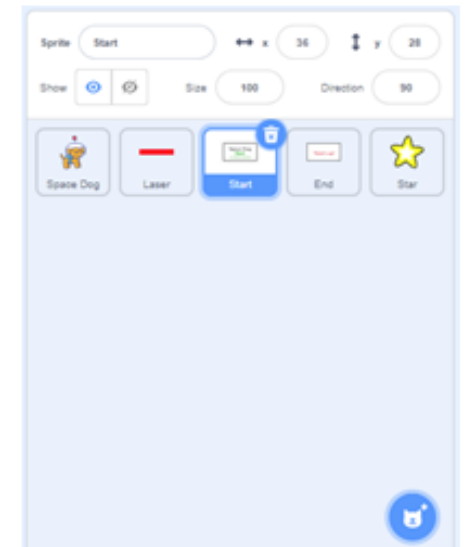 Sprite Start x 36 y 28
Show Size 100 Direction 90
Space Dog Laser Start End Star